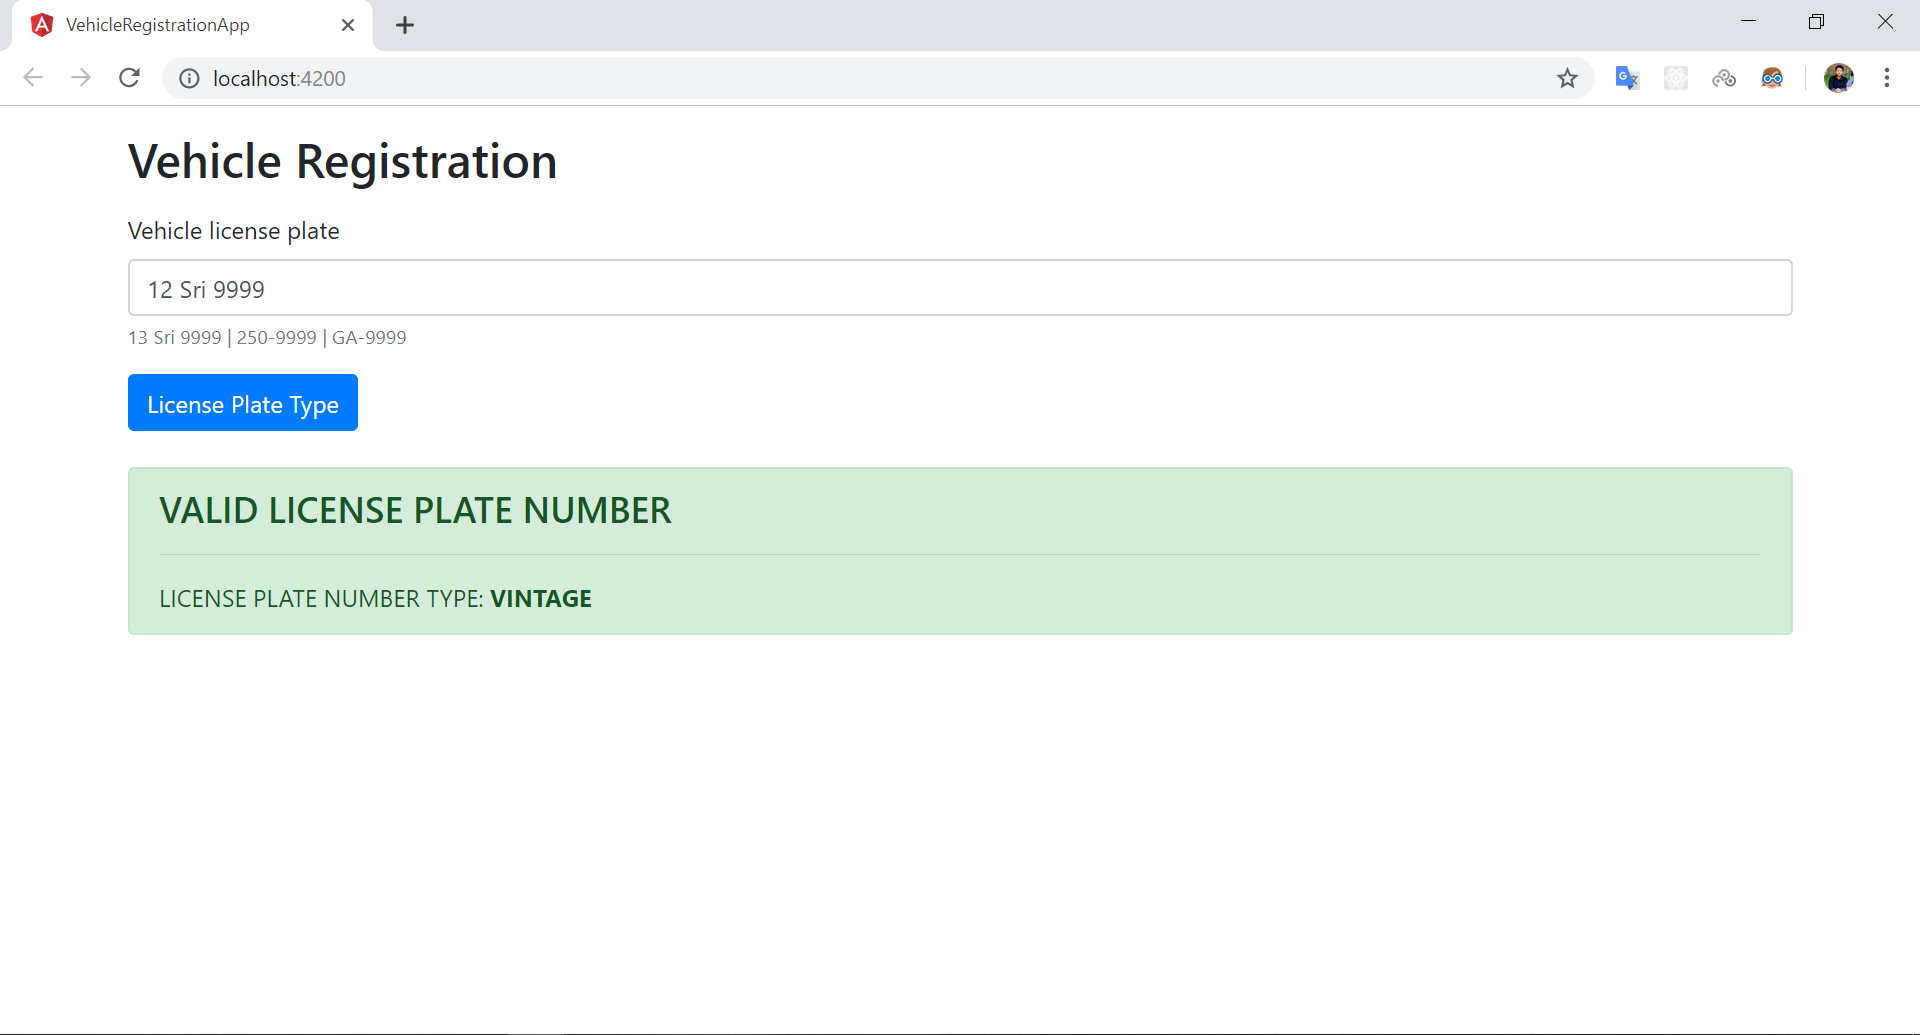 VehicleRegistrationApp
localhost:4200
Vehicle Registration
Vehicle license plate
12 Sri 9999
13 Sri 9999 | 250-9999 | GA-9999
License Plate Type
VALID LICENSE PLATE NUMBER
LICENSE PLATE NUMBER TYPE: VINTAGE